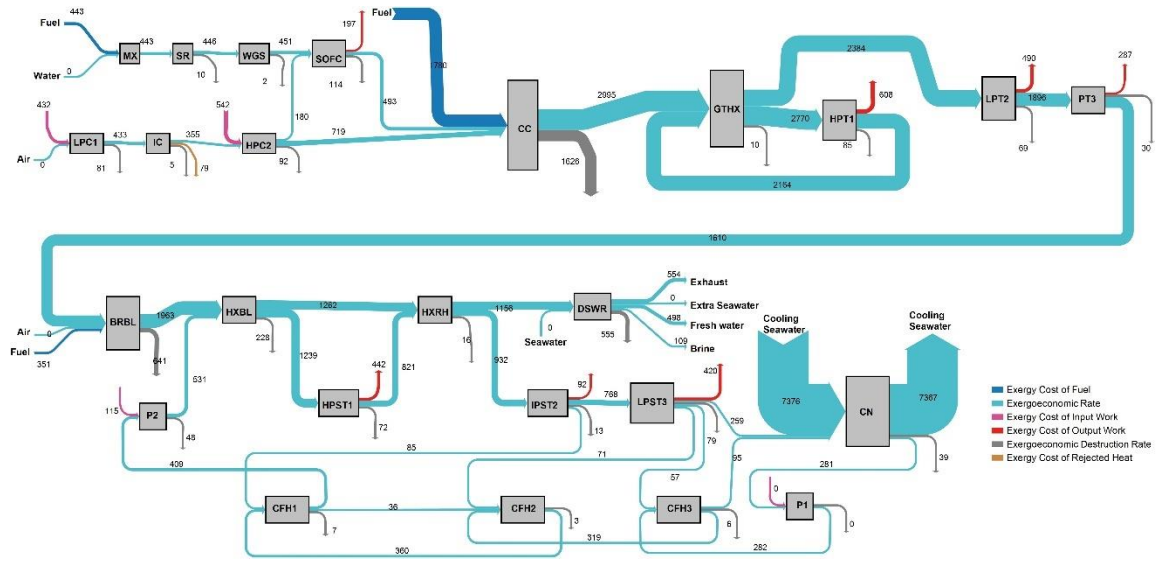 443
Fuel
443
MX
SR
446
WGS
451
SOFC
197
Fuel
1780
Water
0
10
2
114
493
432
542
180
719
433
355
LPC1
IC
HPC2
Air
0
81
5
79
92
CC
1626
2995
2384
GTHX
608
2770
HPT1
10
85
2164
490
287
LPT2
1896
PT3
69
30
1610
Air
0
Fuel
351
BRBL
1963
641
HXBL
228
1262
1239
HXRH
16
1156
DSWR
554
Exhaust
0
Extra Seawater
498
Fresh water
109
Brine
0
Seawater
555
Cooling
Seawater
Cooling
Seawater
631
115
P2
48
442
HPST1
72
821
932
92
IPST2
13
768
LPST3
420
259
7376
CN
7367
39
Exergy Cost of Fuel
Exergoeconomic Rate
Exergy Cost of Input Work
Exergy Cost of Output Work
Exergoeconomic Destruction Rate
Exergy Cost of Rejected Heat
409
85
71
79
57
95
281
0
P1
0
CFH1
7
36
CFH2
3
CFH3
6
360
319
282